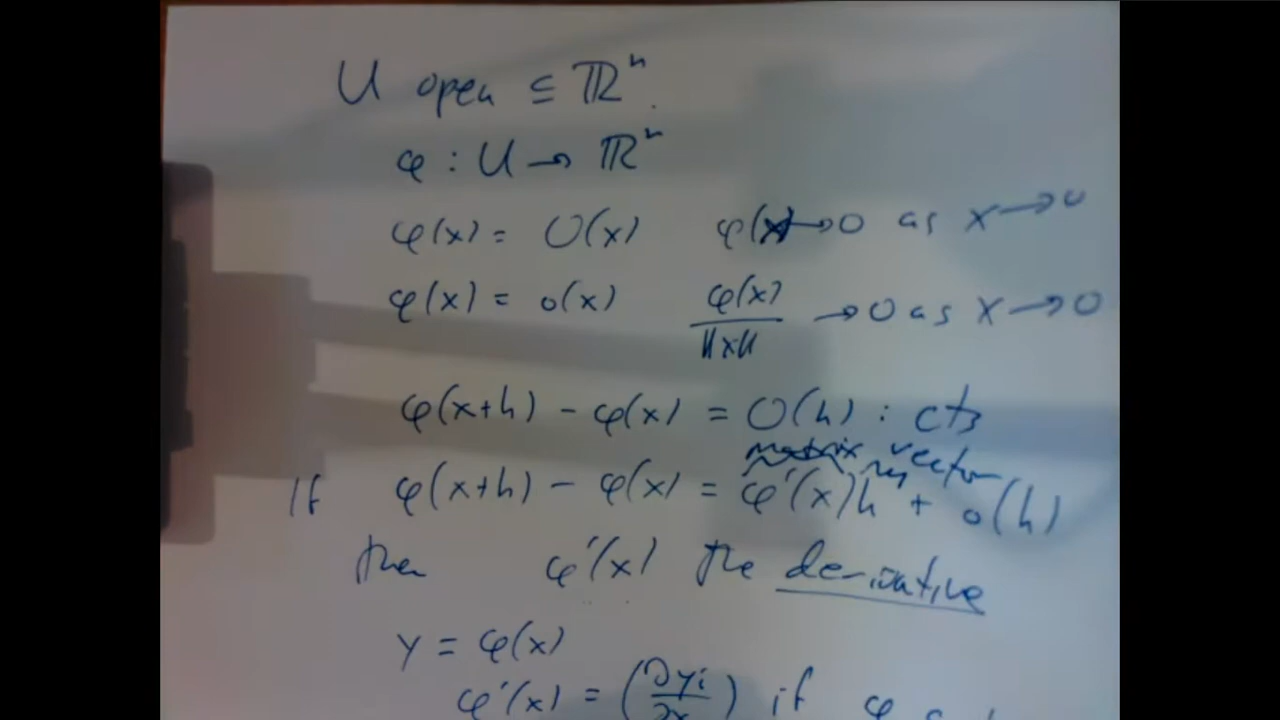 U open ⊆ ℝⁿ.
φ : U → ℝⁿ
φ(x) = O(x) φ(x)→0 as x→0
φ(x) = o(x) φ(x)/‖x‖ → 0 as x → 0
φ(x+h) - φ(x) = O(h) : cts
matrix vector
If φ(x+h) - φ(x) = φ'(x)h + o(h)
then φ'(x) the derivative
y = φ(x)
φ'(x) = (∂yi/∂x ) if φ